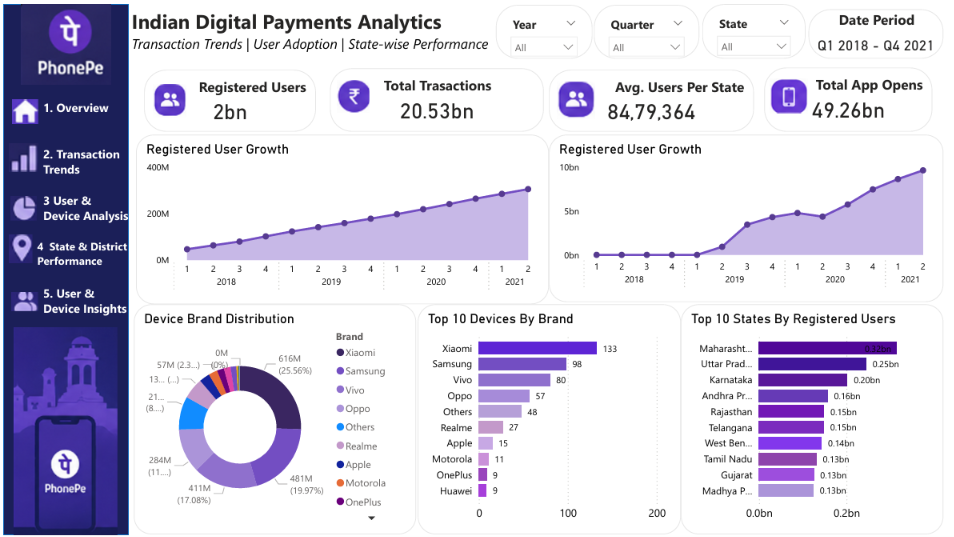 पे
PhonePe
1. Overview
2. Transaction
Trends
3 User &
Device Analysis
4 State & District
Performance
5. User &
Device Insights
पे
PhonePe
Indian Digital Payments Analytics
Transaction Trends | User Adoption | State-wise Performance
Year
All
Quarter
All
State
All
Date Period
Q1 2018 - Q4 2021
Registered Users
2bn
₹
Total Trasactions
20.53bn
Avg. Users Per State
84,79,364
Total App Opens
49.26bn
Registered User Growth
400M
200M
0M
1 2 3 4 1 2 3 4 1 2 3 4 1 2
2018 2019 2020 2021
Registered User Growth
10bn
5bn
0bn
1 2 3 4 1 2 3 4 1 2 3 4 1 2
2018 2019 2020 2021
Device Brand Distribution
0M
(0%)
57M (2.3...)
13... (...)
21...
(8....)
284M
(11....)
411M
(17.08%)
481M
(19.97%)
616M
(25.56%)
Brand
Xiaomi
Samsung
Vivo
Oppo
Others
Realme
Apple
Motorola
OnePlus
Top 10 Devices By Brand
Xiaomi 133
Samsung 98
Vivo 80
Oppo 57
Others 48
Realme 27
Apple 15
Motorola 11
OnePlus 9
Huawei 9
0 100 200
Top 10 States By Registered Users
Maharasht... 0.32bn
Uttar Prad... 0.25bn
Karnataka 0.20bn
Andhra Pr... 0.16bn
Rajasthan 0.15bn
Telangana 0.15bn
West Ben... 0.14bn
Tamil Nadu 0.13bn
Gujarat 0.13bn
Madhya P... 0.13bn
0.0bn 0.2bn